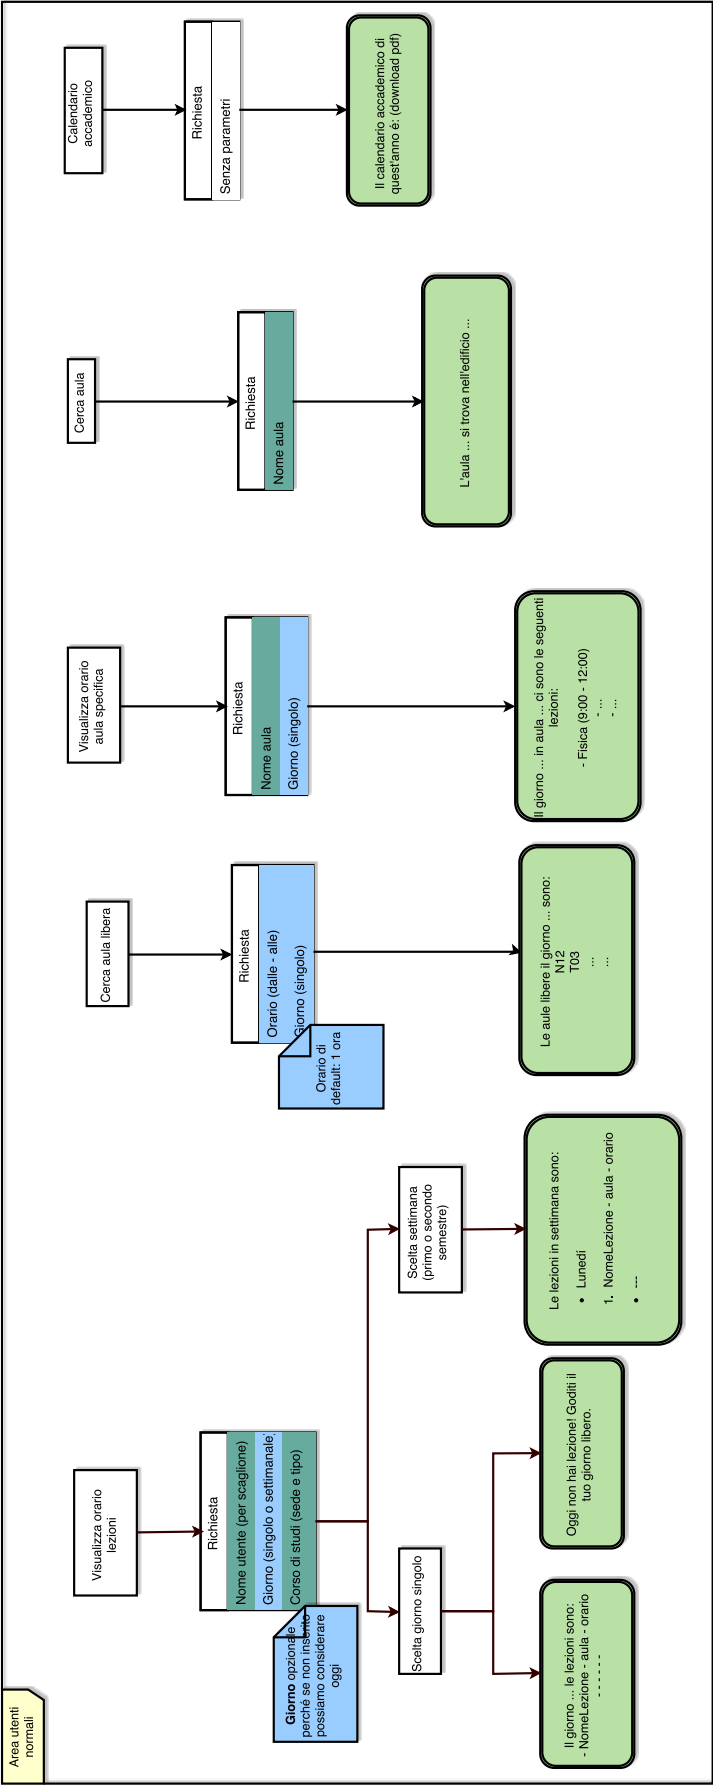 Area utenti
normali
Visualizza orario
lezioni
Richiesta
Nome utente (per scaglione)
Giorno (singolo o settimanale)
Corso di studi (sede e tipo)
Giorno opzionale
perché se non inserito
possiamo considerare
oggi
Scelta giorno singolo
Il giorno ... le lezioni sono:
- NomeLezione - aula - orario
- - - - - -
Oggi non hai lezione! Goditi il
tuo giorno libero.
Scelta settimana
(primo o secondo
semestre)
Le lezioni in settimana sono:
• Lunedí
1. NomeLezione - aula - orario
• ---
Cerca aula libera
Richiesta
Orario (dalle - alle)
Giorno (singolo)
Orario di
default: 1 ora
Le aule libere il giorno ... sono:
N12
T03
...
...
Visualizza orario
aula specifica
Richiesta
Nome aula
Giorno (singolo)
Il giorno ... in aula ... ci sono le seguenti
lezioni:
- Fisica (9:00 - 12:00)
- ...
- ...
Cerca aula
Richiesta
Nome aula
L'aula ... si trova nell'edificio ...
Calendario
accademico
Richiesta
Senza parametri
Il calendario accademico di
quest'anno é: (download pdf)